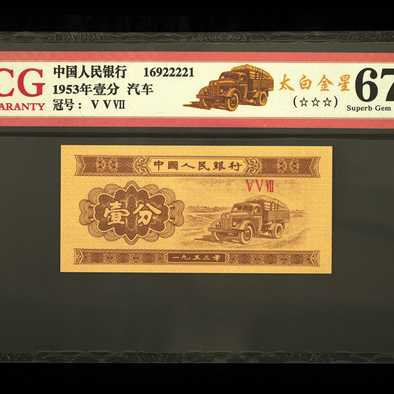 CG
ARANTY
中国人民银行 16922221
1953年壹分 汽车
冠号： V V Ⅶ
太白金星
(☆☆☆)
67
Superb Gem
中國人民銀行
V V Ⅶ
壹分
一九五三年